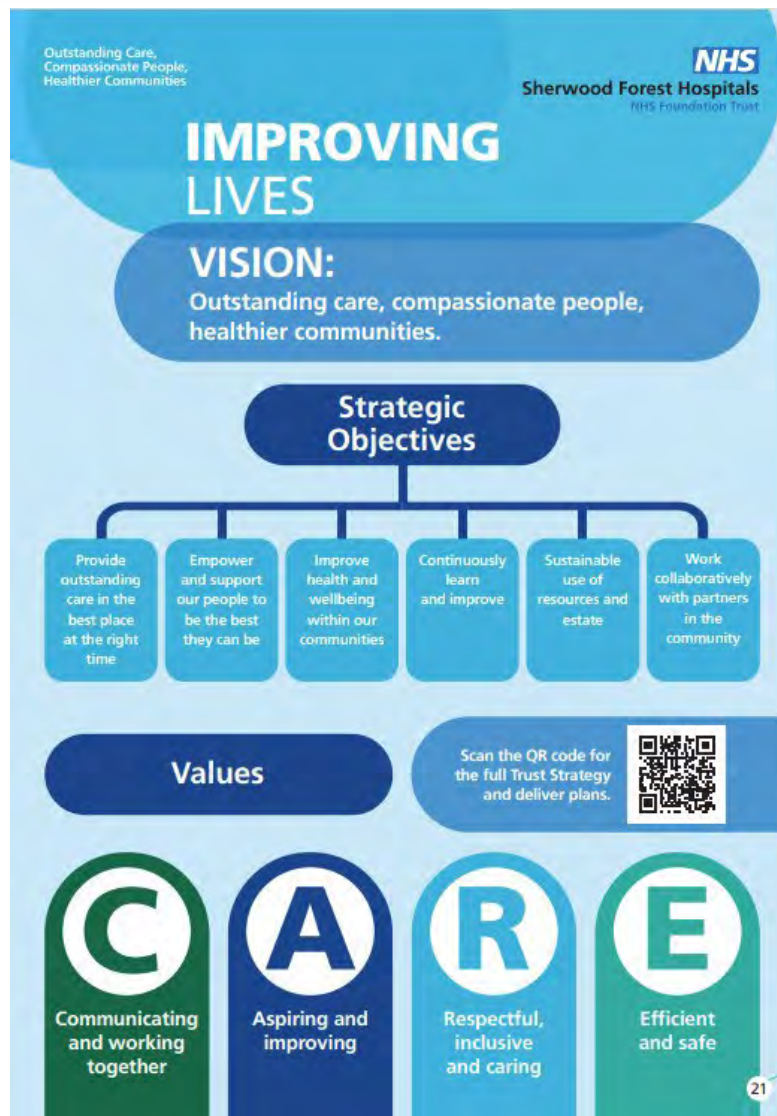 Outstanding Care,
Compassionate People,
Healthier Communities
NHS
Sherwood Forest Hospitals
NHS Foundation Trust
IMPROVING
LIVES
VISION:
Outstanding care, compassionate people,
healthier communities.
Strategic
Objectives
Provide
outstanding
care in the
best place
at the right
time
Empower
and support
our people to
be the best
they can be
Improve
health and
wellbeing
within our
communities
Continuously
learn
and improve
Sustainable
use of
resources and
estate
Work
collaboratively
with partners
in the
community
Values
Scan the QR code for
the full Trust Strategy
and deliver plans.
C
Communicating
and working
together
A
Aspiring and
improving
R
Respectful,
inclusive
and caring
E
Efficient
and safe
21